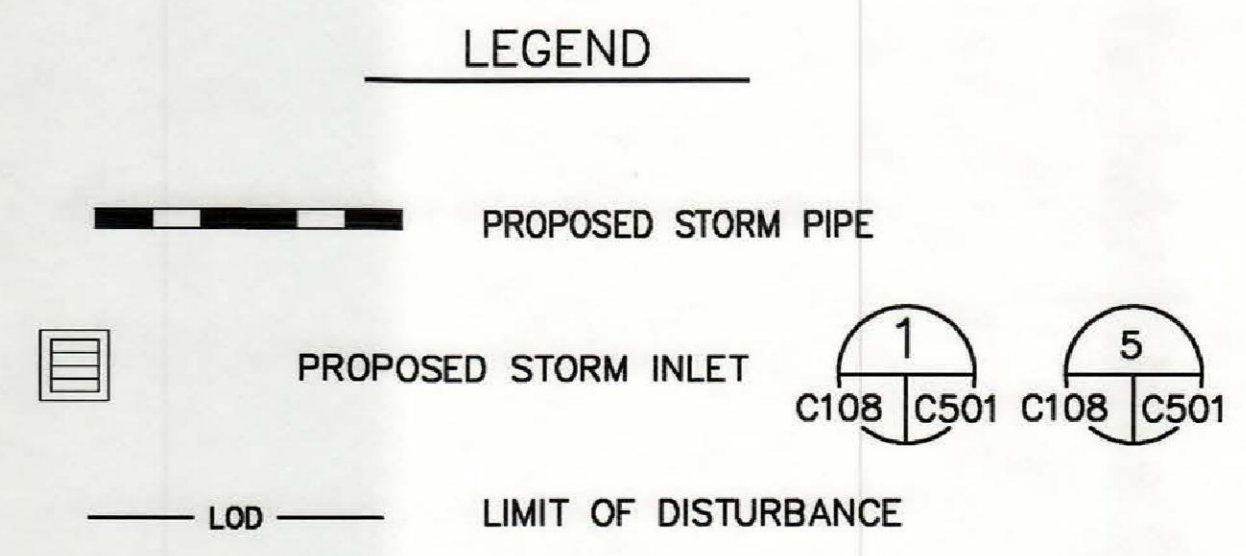 LEGEND
PROPOSED STORM PIPE
PROPOSED STORM INLET
1
C108 C501
5
C108 C501
LOD
LIMIT OF DISTURBANCE